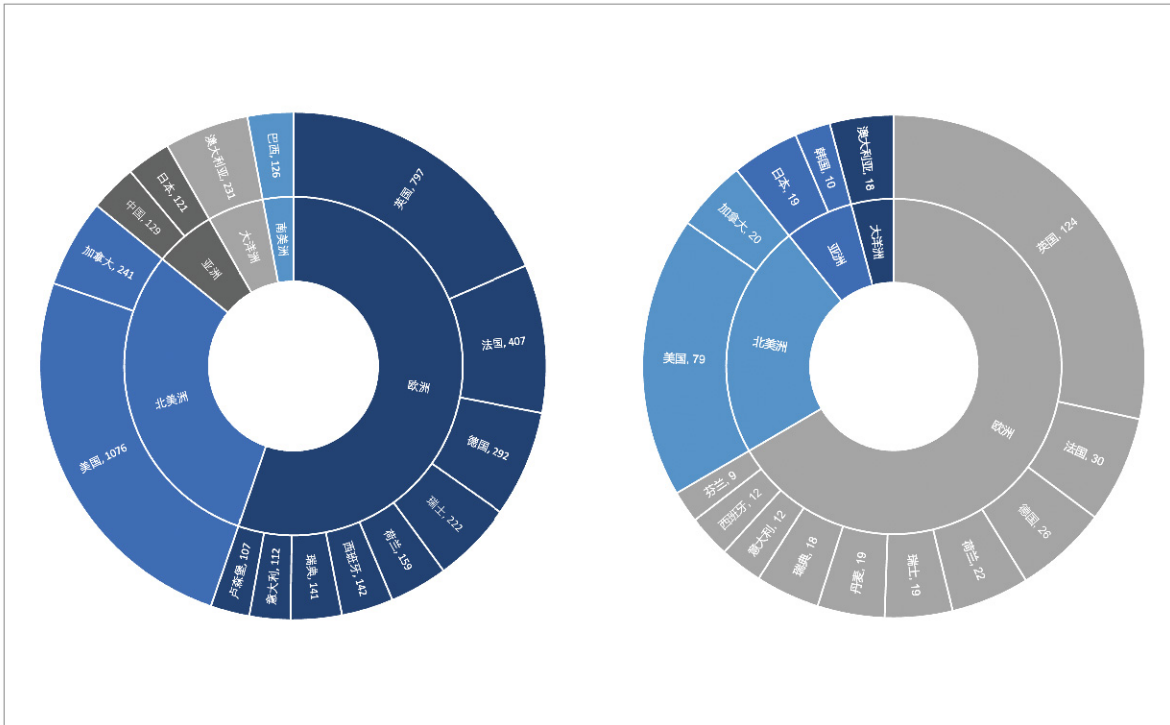 英国, 797
法国, 407
德国, 292
瑞士, 222
荷兰, 159
西班牙, 142
瑞典, 141
意大利, 112
卢森堡, 107
美国, 1076
加拿大, 241
中国, 129
日本, 121
澳大利亚, 231
巴西, 126
欧洲
北美洲
亚洲
大洋洲
南美洲
英国, 124
法国, 30
德国, 26
荷兰, 22
瑞士, 19
丹麦, 19
瑞典, 18
意大利, 12
西班牙, 12
芬兰, 9
美国, 79
加拿大, 20
日本, 19
韩国, 10
澳大利亚, 18
欧洲
北美洲
亚洲
大洋洲